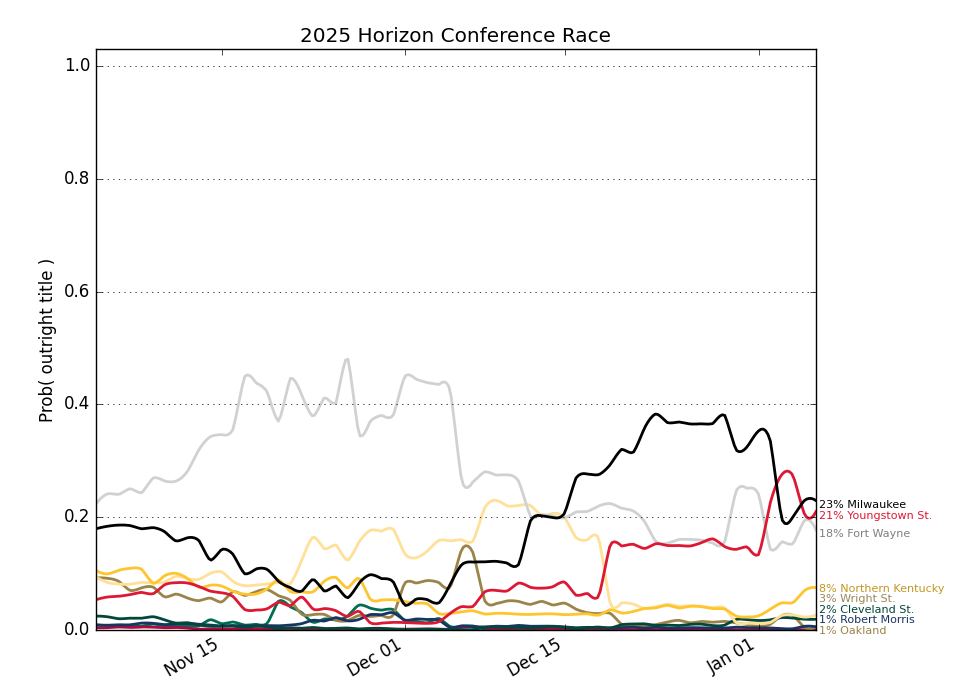 2025 Horizon Conference Race
Prob( outright title )
1.0
0.8
0.6
0.4
0.2
0.0
Nov 15
Dec 01
Dec 15
Jan 01
23% Milwaukee
21% Youngstown St.
18% Fort Wayne
8% Northern Kentucky
3% Wright St.
2% Cleveland St.
1% Robert Morris
1% Oakland